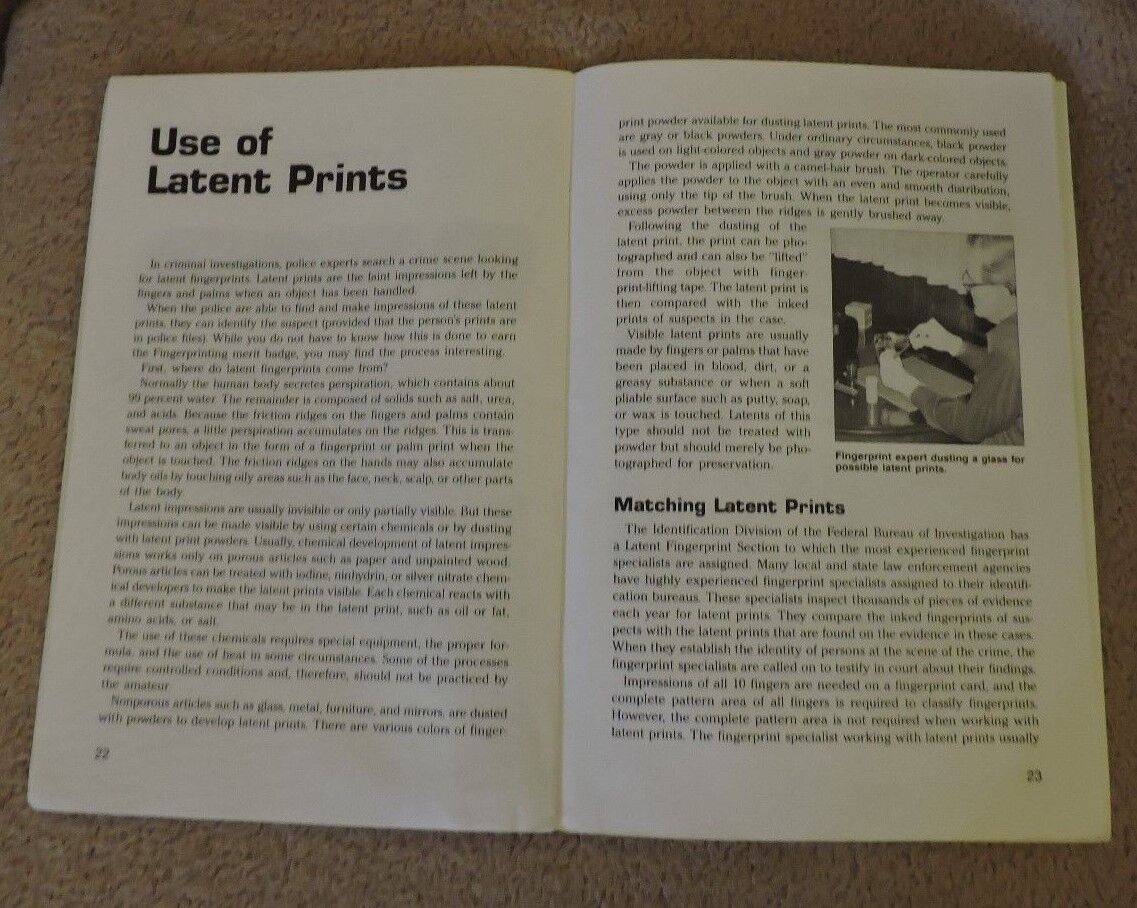 Use of
Latent Prints
In criminal investigations, police experts search a crime scene looking
for latent fingerprints. Latent prints are the faint impressions left by the
fingers and palms when an object has been handled.
When the police are able to find and make impressions of these latent
prints, they can identify the suspect (provided that the person's prints are
in police files). While you do not have to know how this is done to earn
the Fingerprinting merit badge, you may find the process interesting.
First, where do latent fingerprints come from?
Normally the human body secretes perspiration, which contains about
99 percent water. The remainder is composed of solids such as salt, urea,
and acids. Because the friction ridges on the fingers and palms contain
sweat pores, a little perspiration accumulates on the ridges. This is trans-
ferred to an object in the form of a fingerprint or palm print when the
object is touched. The friction ridges on the hands may also accumulate
body oils by touching oily areas such as the face, neck, scalp, or other parts
of the body.
Latent impressions are usually invisible or only partially visible. But these
impressions can be made visible by using certain chemicals or by dusting
with latent print powders. Usually, chemical development of latent impres-
sions works only on porous articles such as paper and unpainted wood.
Porous articles can be treated with iodine, ninhydrin, or silver nitrate chem-
ical developers to make the latent prints visible. Each chemical reacts with
a different substance that may be in the latent print, such as oil or fat,
amino acids, or salt.
The use of these chemicals requires special equipment, the proper for-
mula, and the use of heat in some circumstances. Some of the processes
require controlled conditions and, therefore, should not be practiced by
the amateur.
Nonporous articles such as glass, metal, furniture, and mirrors, are dusted
with powders to develop latent prints. There are various colors of finger-
22
print powder available for dusting latent prints. The most commonly used
are gray or black powders. Under ordinary circumstances, black powder
is used on light-colored objects and gray powder on dark-colored objects.
The powder is applied with a camel-hair brush. The operator carefully
applies the powder to the object with an even and smooth distribution,
using only the tip of the brush. When the latent print becomes visible,
excess powder between the ridges is gently brushed away.
Following the dusting of the
latent print, the print can be pho-
tographed and can also be "lifted"
from the object with finger-
print-lifting tape. The latent print is
then compared with the inked
prints of suspects in the case.
Visible latent prints are usually
made by fingers or palms that have
been placed in blood, dirt, or a
greasy substance or when a soft
pliable surface such as putty, soap,
or wax is touched. Latents of this
type should not be treated with
powder but should merely be pho-
tographed for preservation.
Fingerprint expert dusting a glass for
possible latent prints.
Matching Latent Prints
The Identification Division of the Federal Bureau of Investigation has
a Latent Fingerprint Section to which the most experienced fingerprint
specialists are assigned. Many local and state law enforcement agencies
have highly experienced fingerprint specialists assigned to their identifi-
cation bureaus. These specialists inspect thousands of pieces of evidence
each year for latent prints. They compare the inked fingerprints of sus-
pects with the latent prints that are found on the evidence in these cases.
When they establish the identity of persons at the scene of the crime, the
fingerprint specialists are called on to testify in court about their findings.
Impressions of all 10 fingers are needed on a fingerprint card, and the
complete pattern area of all fingers is required to classify fingerprints.
However, the complete pattern area is not required when working with
latent prints. The fingerprint specialist working with latent prints usually
23